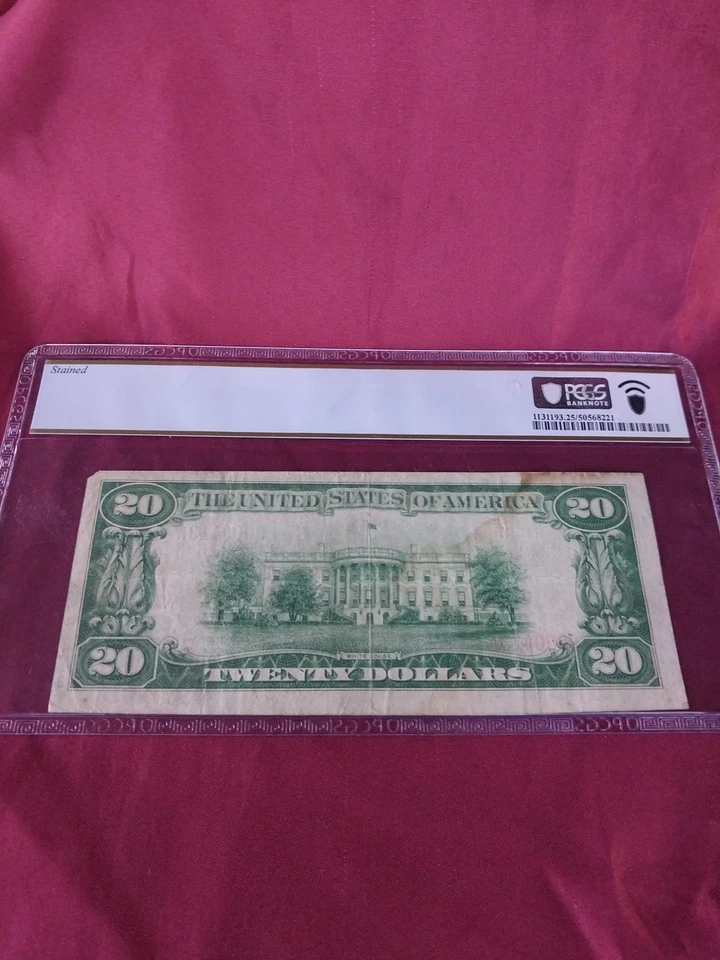 Stained
PCGS
BANKNOTE
1131193.25/50568221
20 THE UNITED STATES OF AMERICA 20
WHITE HOUSE
20 TWENTY DOLLARS 20